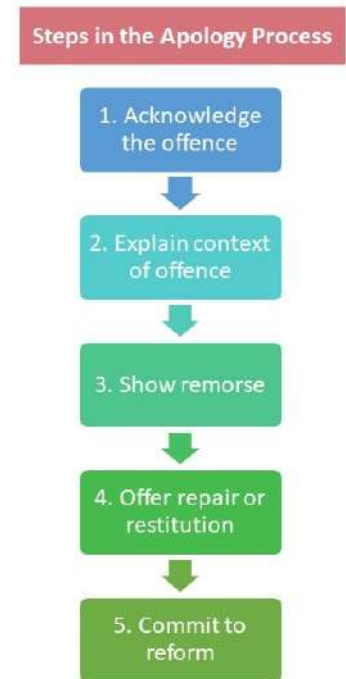 Steps in the Apology Process
1. Acknowledge
the offence
2. Explain context
of offence
3. Show remorse
4. Offer repair or
restitution
5. Commit to
reform